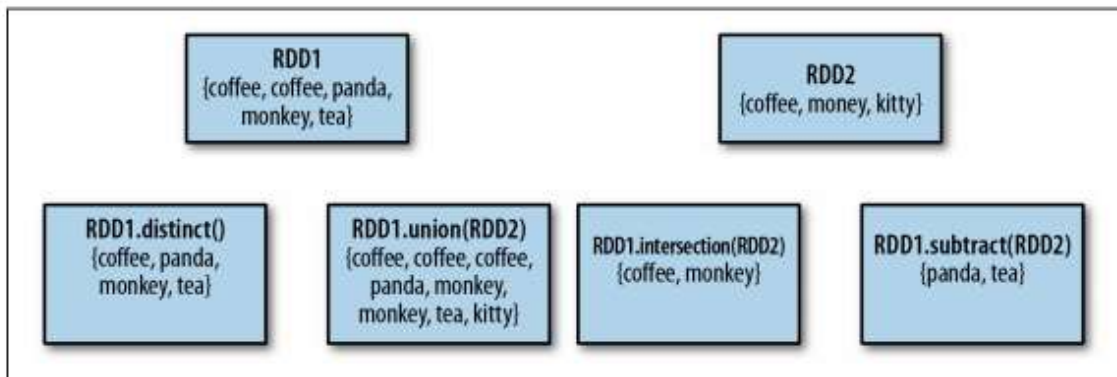 RDD1
{coffee, coffee, panda,
monkey, tea}
RDD2
{coffee, money, kitty}
RDD1.distinct()
{coffee, panda,
monkey, tea}
RDD1.union(RDD2)
{coffee, coffee, coffee,
panda, monkey,
monkey, tea, kitty}
RDD1.intersection(RDD2)
{coffee, monkey}
RDD1.subtract(RDD2)
{panda, tea}